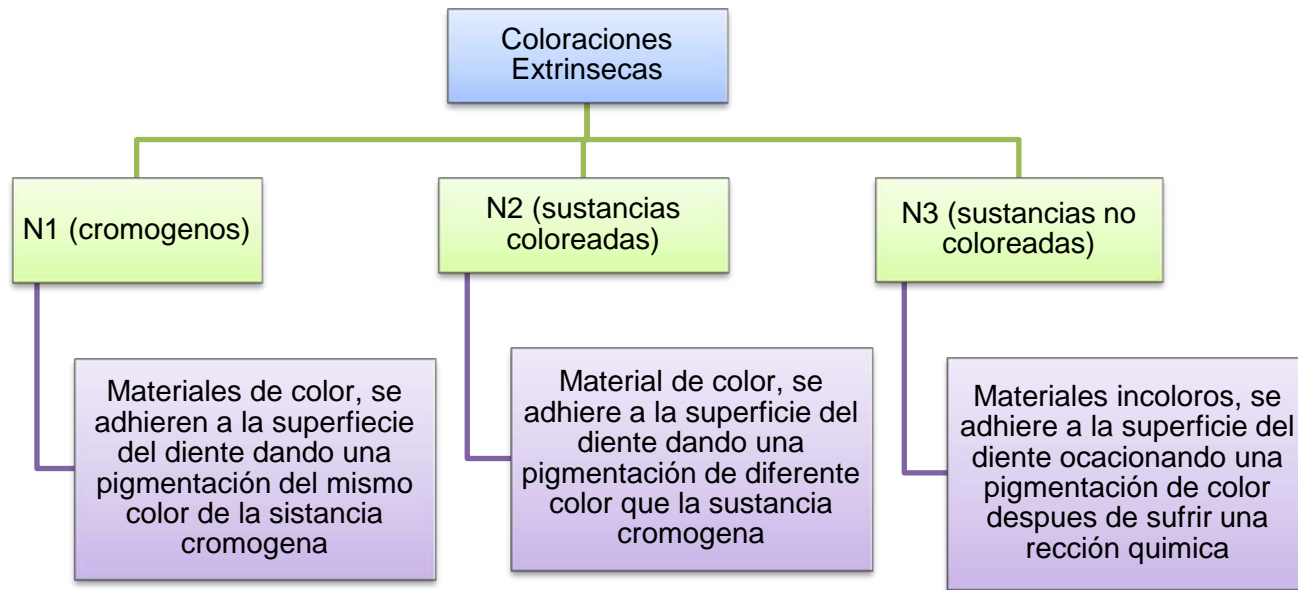 Coloraciones
Extrinsecas
N1 (cromogenos)
N2 (sustancias
coloreadas)
N3 (sustancias no
coloreadas)
Materiales de color, se
adhieren a la superfiecie
del diente dando una
pigmentación del mismo
color de la sistancia
cromogena
Material de color, se
adhiere a la superficie del
diente dando una
pigmentación de diferente
color que la sustancia
cromogena
Materiales incoloros, se
adhiere a la superficie del
diente ocacionando una
pigmentación de color
despues de sufrir una
rección quimica